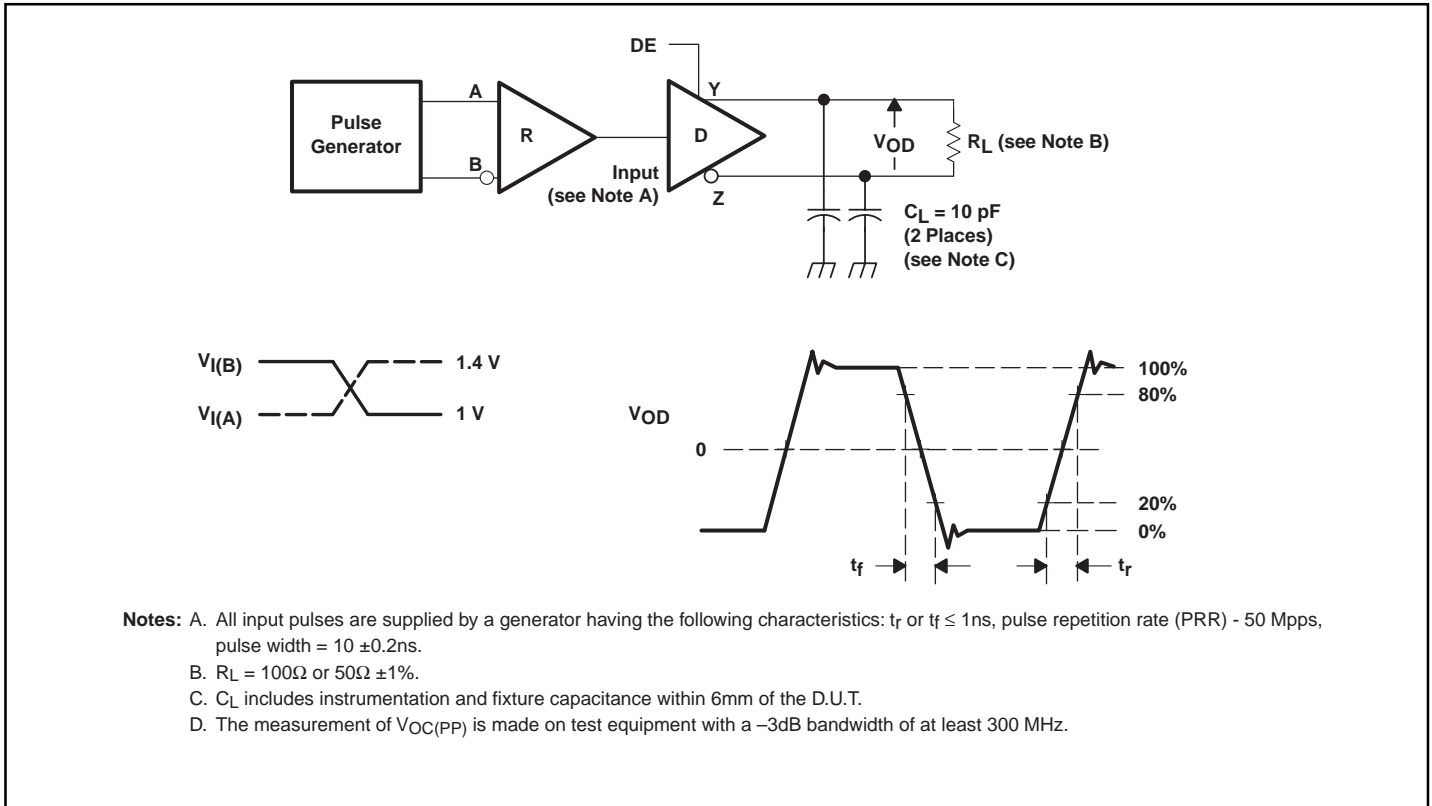 DE
A
Y
Pulse
Generator
R
D
VOD
RL (see Note B)
B
Input
(see Note A)
Z
CL = 10 pF
(2 Places)
(see Note C)
VI(B)
1.4 V
VI(A)
1 V
VOD
100%
80%
0
20%
0%
tf
tr
Notes: A. All input pulses are supplied by a generator having the following characteristics: tr or tf ≤ 1ns, pulse repetition rate (PRR) - 50 Mpps,
pulse width = 10 ±0.2ns.
B. RL = 100Ω or 50Ω ±1%.
C. CL includes instrumentation and fixture capacitance within 6mm of the D.U.T.
D. The measurement of VOC(PP) is made on test equipment with a –3dB bandwidth of at least 300 MHz.